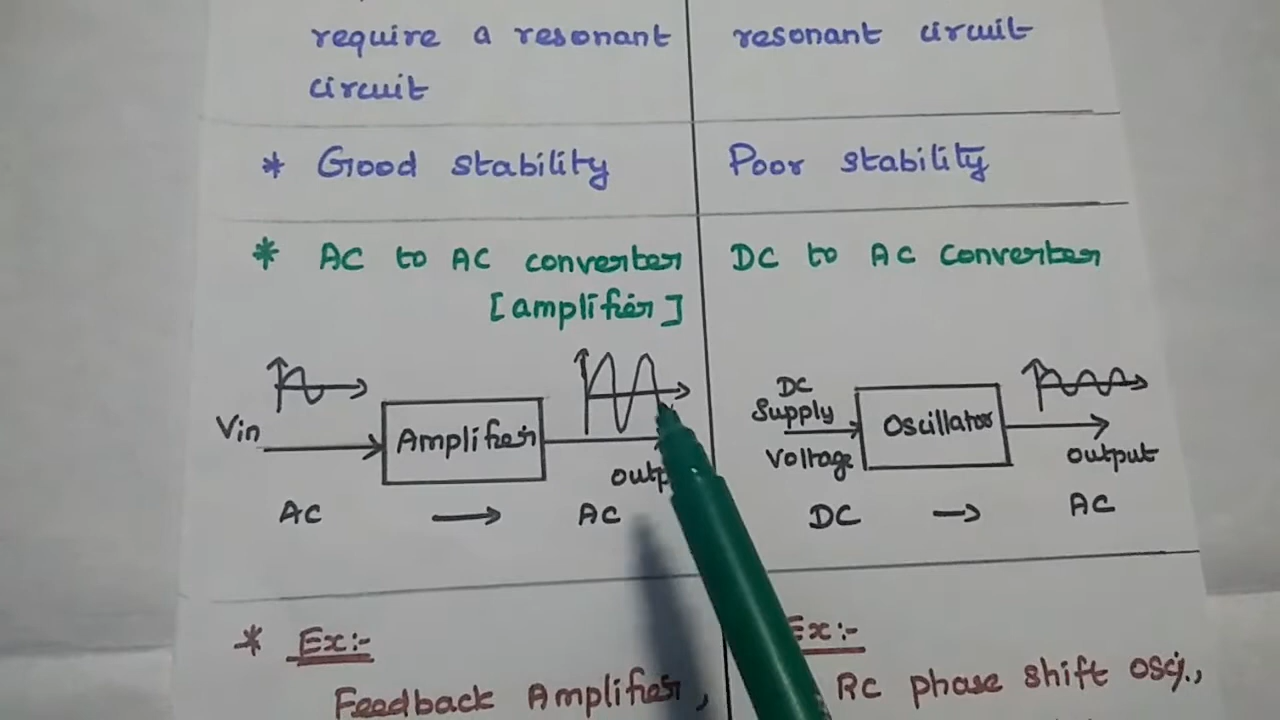 require a resonant
circuit
resonant circuit
* Good stability
Poor stability
* AC to AC converter
[amplifier]
DC to AC Converter
Vin
Amplifier
AC → AC
DC
Supply
Voltage
Oscillator
output
DC → AC
* Ex:-
Feedback Amplifier,
Ex:-
RC phase shift Osci.,